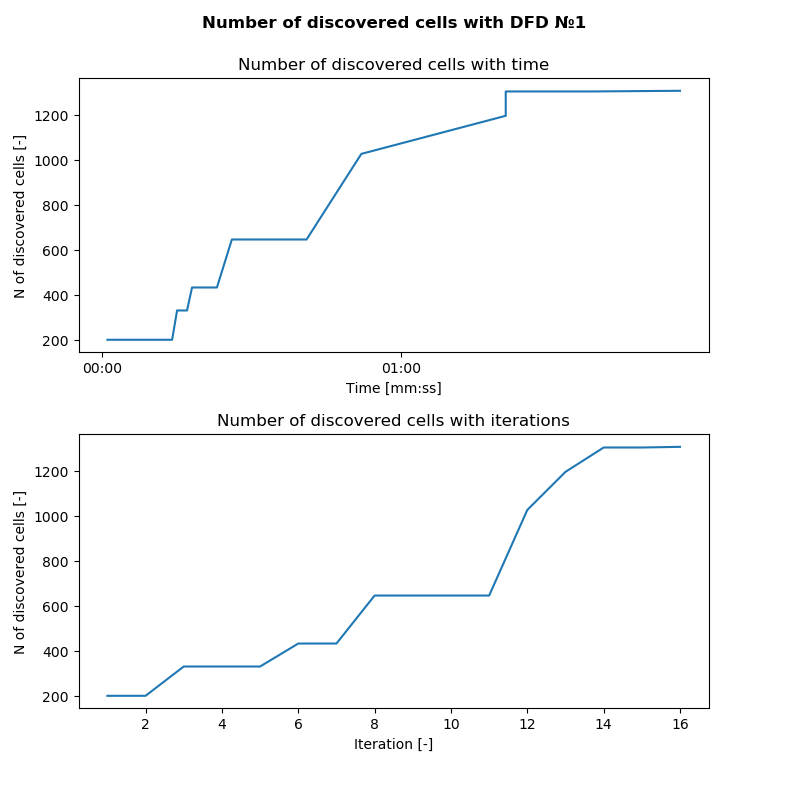 Number of discovered cells with DFD №1
Number of discovered cells with time
N of discovered cells [-]
1200
1000
800
600
400
200
00:00 01:00
Time [mm:ss]
Number of discovered cells with iterations
N of discovered cells [-]
1200
1000
800
600
400
200
2 4 6 8 10 12 14 16
Iteration [-]